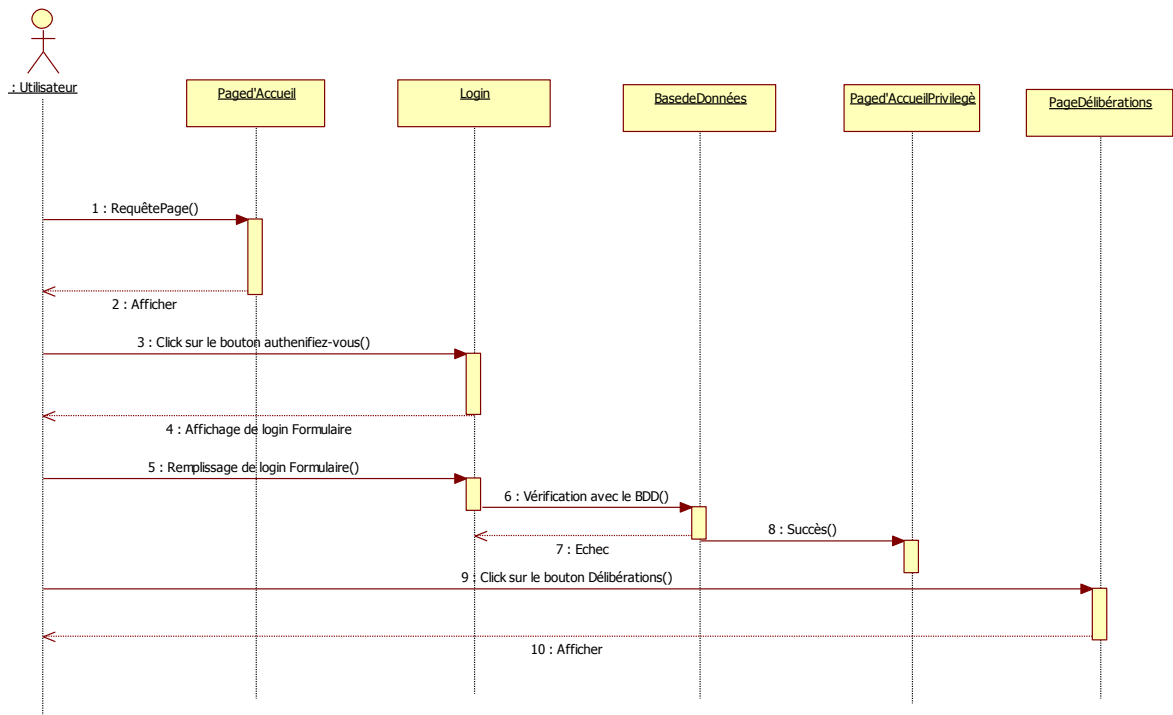 : Utilisateur
Paged'Accueil
Login
BasedeDonnées
Paged'AccueilPrivilegè
PageDélibérations
1 : RequêtePage()
2 : Afficher
3 : Click sur le bouton authenifiez-vous()
4 : Affichage de login Formulaire
5 : Remplissage de login Formulaire()
6 : Vérification avec le BDD()
7 : Echec
8 : Succès()
9 : Click sur le bouton Délibérations()
10 : Afficher